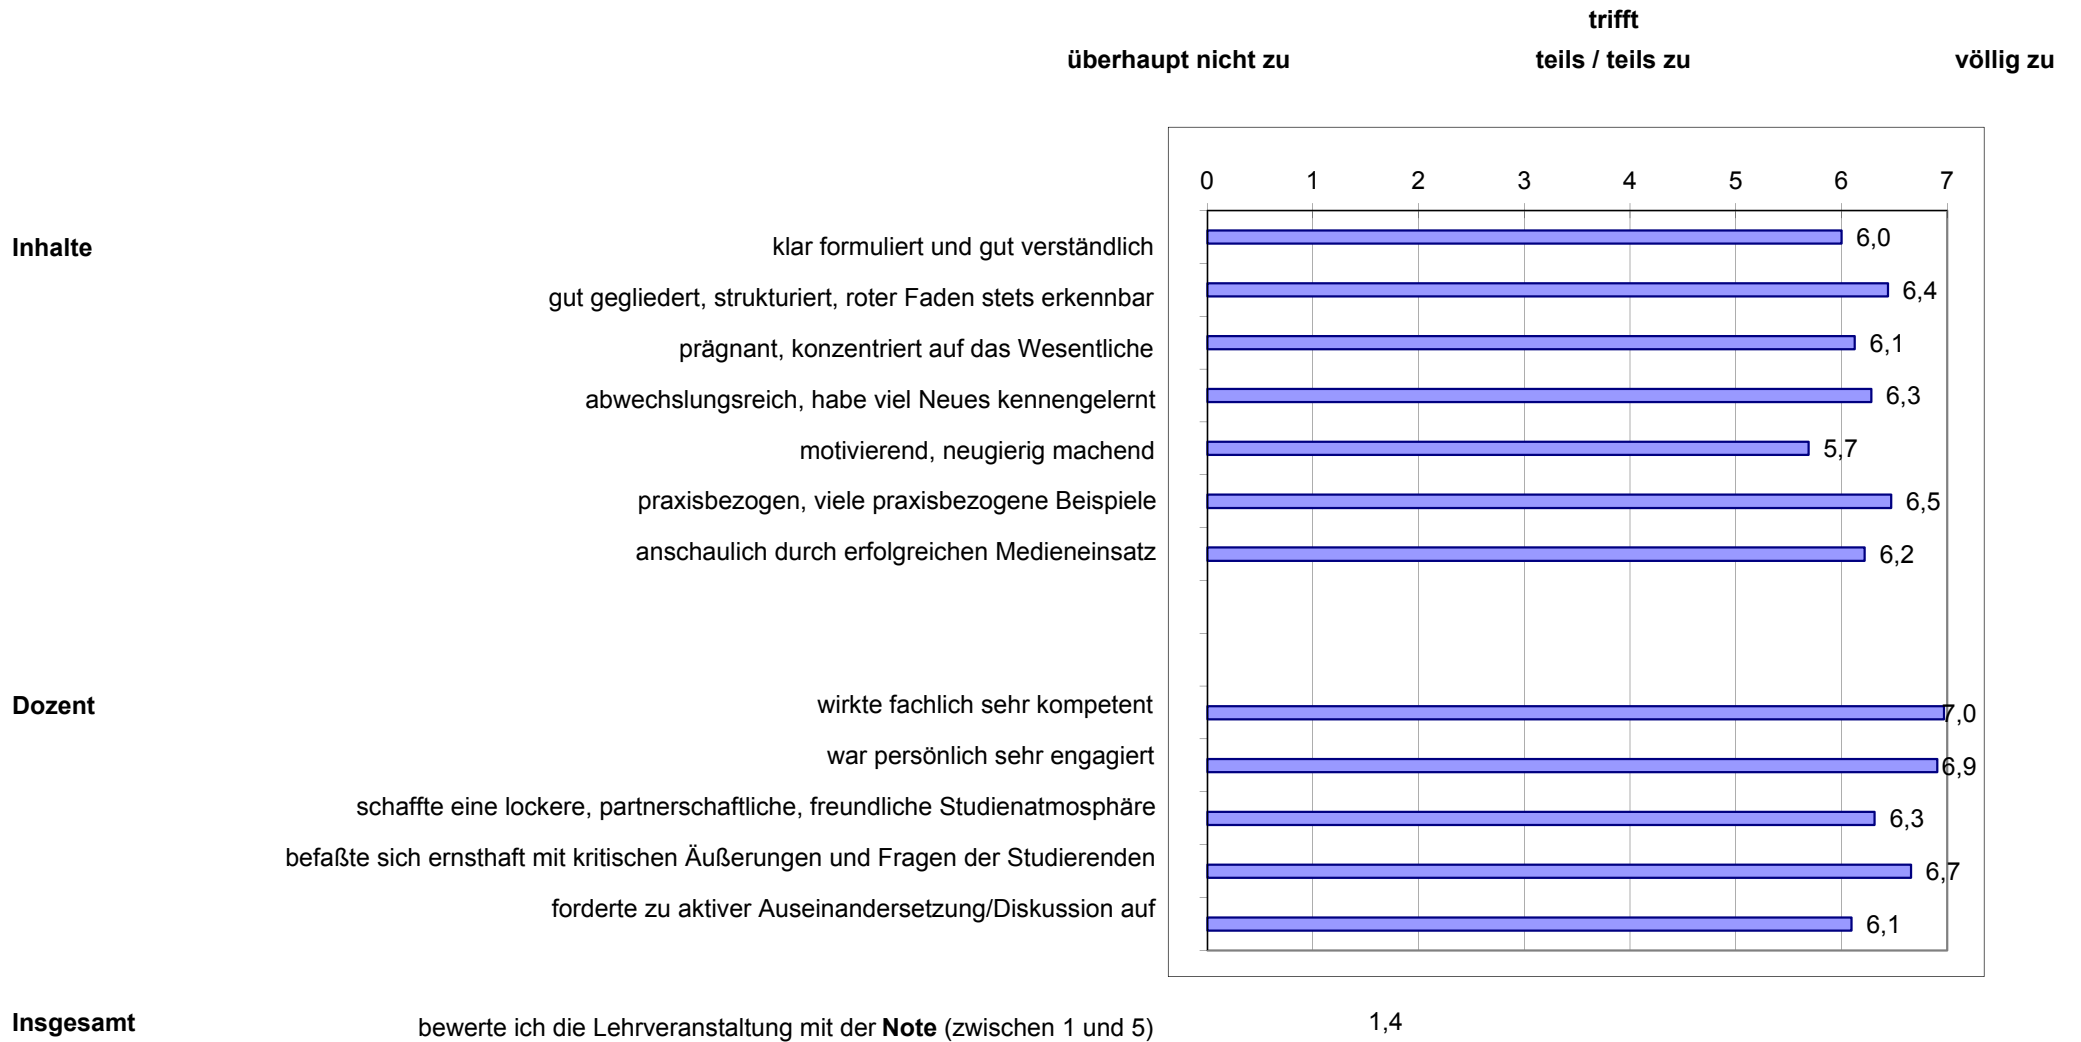 trifft
überhaupt nicht zu teils / teils zu völlig zu
0 1 2 3 4 5 6 7
Inhalte klar formuliert und gut verständlich 6,0
gut gegliedert, strukturiert, roter Faden stets erkennbar 6,4
prägnant, konzentriert auf das Wesentliche 6,1
abwechslungsreich, habe viel Neues kennengelernt 6,3
motivierend, neugierig machend 5,7
praxisbezogen, viele praxisbezogene Beispiele 6,5
anschaulich durch erfolgreichen Medieneinsatz 6,2
Dozent wirkte fachlich sehr kompetent 7,0
war persönlich sehr engagiert 6,9
schaffte eine lockere, partnerschaftliche, freundliche Studienatmosphäre 6,3
befaßte sich ernsthaft mit kritischen Äußerungen und Fragen der Studierenden 6,7
forderte zu aktiver Auseinandersetzung/Diskussion auf 6,1
Insgesamt bewerte ich die Lehrveranstaltung mit der Note (zwischen 1 und 5) 1,4